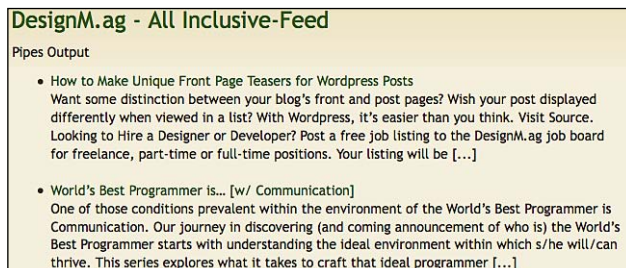 DesignM.ag - All Inclusive-Feed
Pipes Output
• How to Make Unique Front Page Teasers for Wordpress Posts
Want some distinction between your blog's front and post pages? Wish your post displayed
differently when viewed in a list? With Wordpress, it's easier than you think. Visit Source.
Looking to Hire a Designer or Developer? Post a free job listing to the DesignM.ag job board
for freelance, part-time or full-time positions. Your listing will be [...]
• World's Best Programmer is... [w/ Communication]
One of those conditions prevalent within the environment of the World's Best Programmer is
Communication. Our journey in discovering (and coming announcement of who is) the World's
Best Programmer starts with understanding the ideal environment within which s/he will/can
thrive. This series explores what it takes to craft that ideal programmer [...]